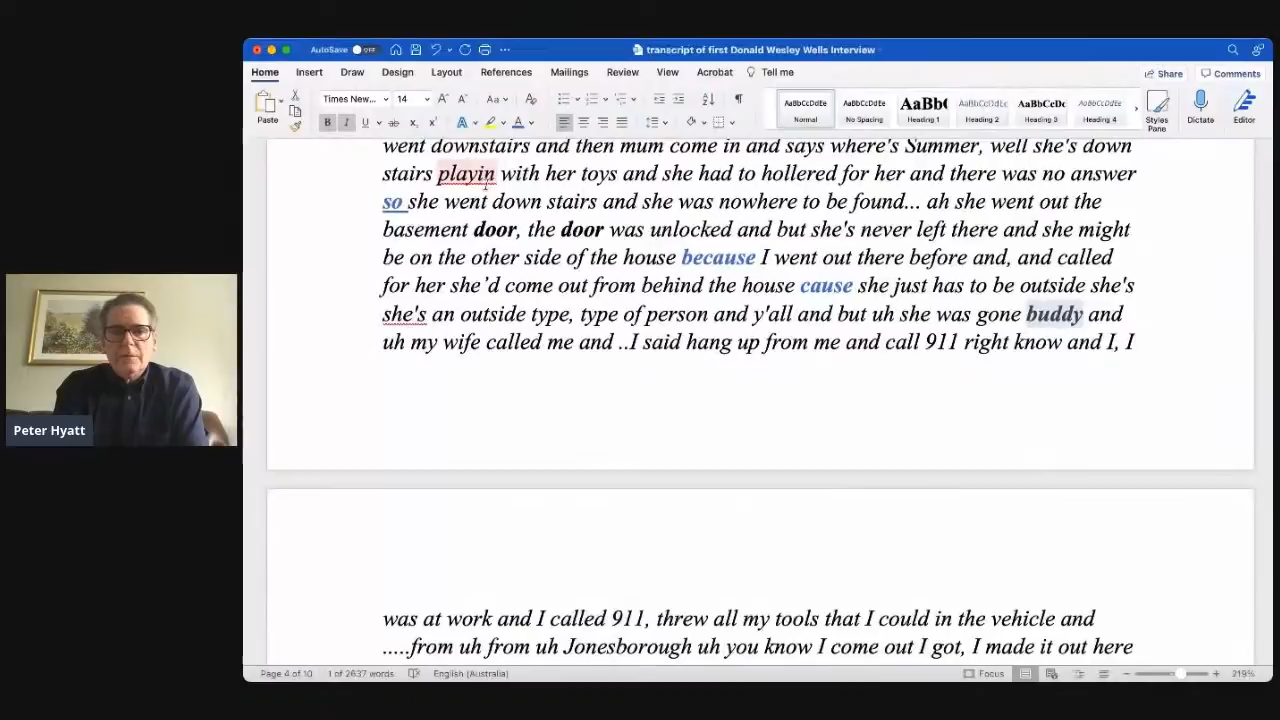 AutoSave OFF
transcript of first Donald Wesley Wells Interview
Home Insert Draw Design Layout References Mailings Review View Acrobat Tell me
Share Comments
Paste
Times New... 14
AaBbCcDdEe
Normal
AaBbCcDdEe
No Spacing
AaBbC
Heading 1
AaBbCcDdEe
Heading 2
AaBbCcDc
Heading 3
AaBbCcDdEe
Heading 4
Styles Pane
Dictate
Editor
went downstairs and then mum come in and says where's Summer, well she's down
stairs playin with her toys and she had to hollered for her and there was no answer
so she went down stairs and she was nowhere to be found... ah she went out the
basement door, the door was unlocked and but she's never left there and she might
be on the other side of the house because I went out there before and, and called
for her she’d come out from behind the house cause she just has to be outside she's
she's an outside type, type of person and y'all and but uh she was gone buddy and
uh my wife called me and ..I said hang up from me and call 911 right know and I, I
Peter Hyatt
was at work and I called 911, threw all my tools that I could in the vehicle and
.....from uh from uh Jonesborough uh you know I come out I got, I made it out here
Page 4 of 10 1 of 2637 words English (Australia) Focus 219%